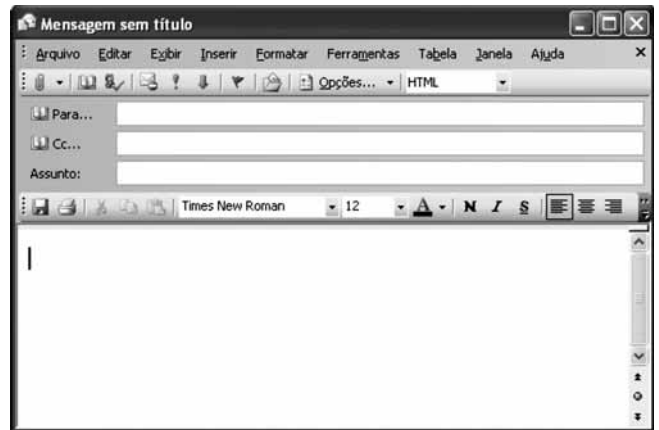 Mensagem sem título
Arquivo Editar Exibir Inserir Formatar Ferramentas Tabela Janela Ajuda
Opções... HTML
Para...
Cc...
Assunto:
Times New Roman 12 A N I S